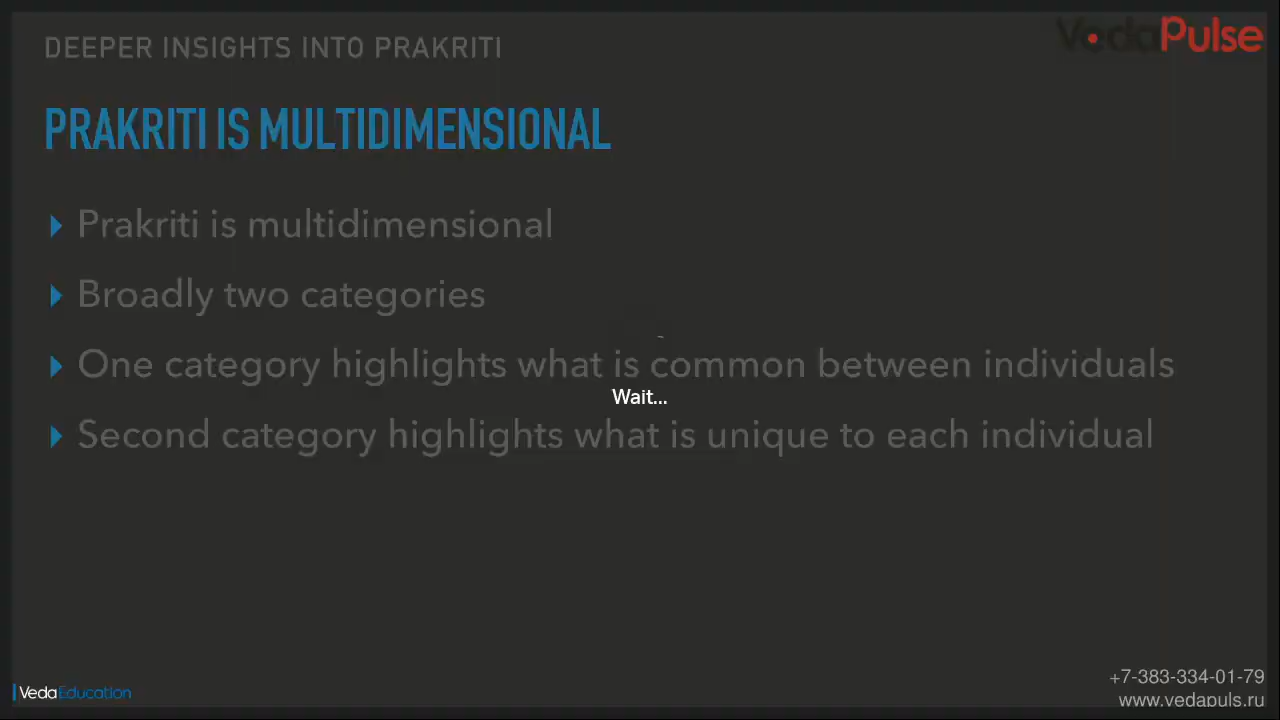 DEEPER INSIGHTS INTO PRAKRITI
VedaPulse
PRAKRITI IS MULTIDIMENSIONAL
Prakriti is multidimensional
Broadly two categories
One category highlights what is common between individuals
Wait...
Second category highlights what is unique to each individual
+7-383-334-01-79
VedaEducation
www.vedapuls.ru